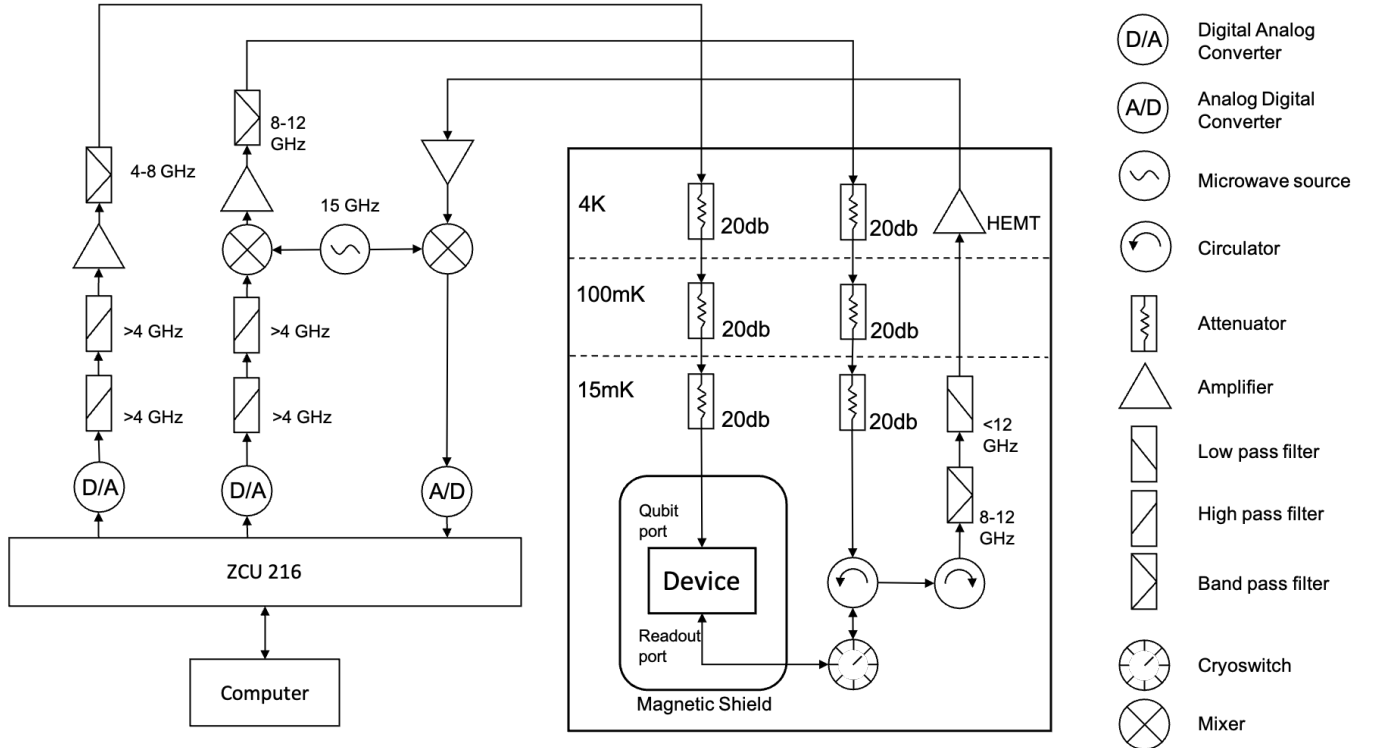 8-12
GHz
4-8 GHz
15 GHz
>4 GHz
>4 GHz
>4 GHz
>4 GHz
D/A
D/A
A/D
ZCU 216
Computer
4K
20db
20db
HEMT
100mK
20db
20db
15mK
20db
20db
<12
GHz
8-12
GHz
Qubit
port
Device
Readout
port
Magnetic Shield
D/A
Digital Analog
Converter
A/D
Analog Digital
Converter
Microwave source
Circulator
Attenuator
Amplifier
Low pass filter
High pass filter
Band pass filter
Cryoswitch
Mixer